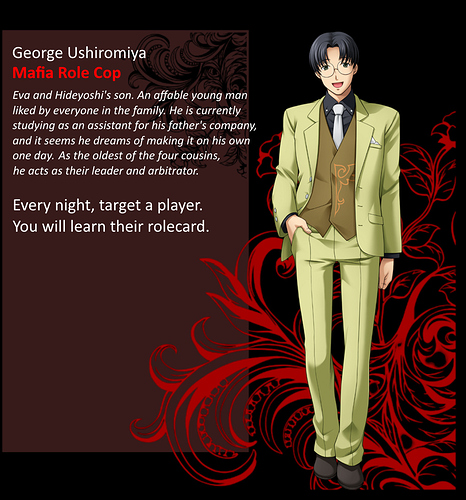 George Ushiromiya
Mafia Role Cop
Eva and Hideyoshi's son. An affable young man
liked by everyone in the family. He is currently
studying as an assistant for his father's company,
and it seems he dreams of making it on his own
one day. As the oldest of the four cousins,
he acts as their leader and arbitrator.
Every night, target a player.
You will learn their rolecard.